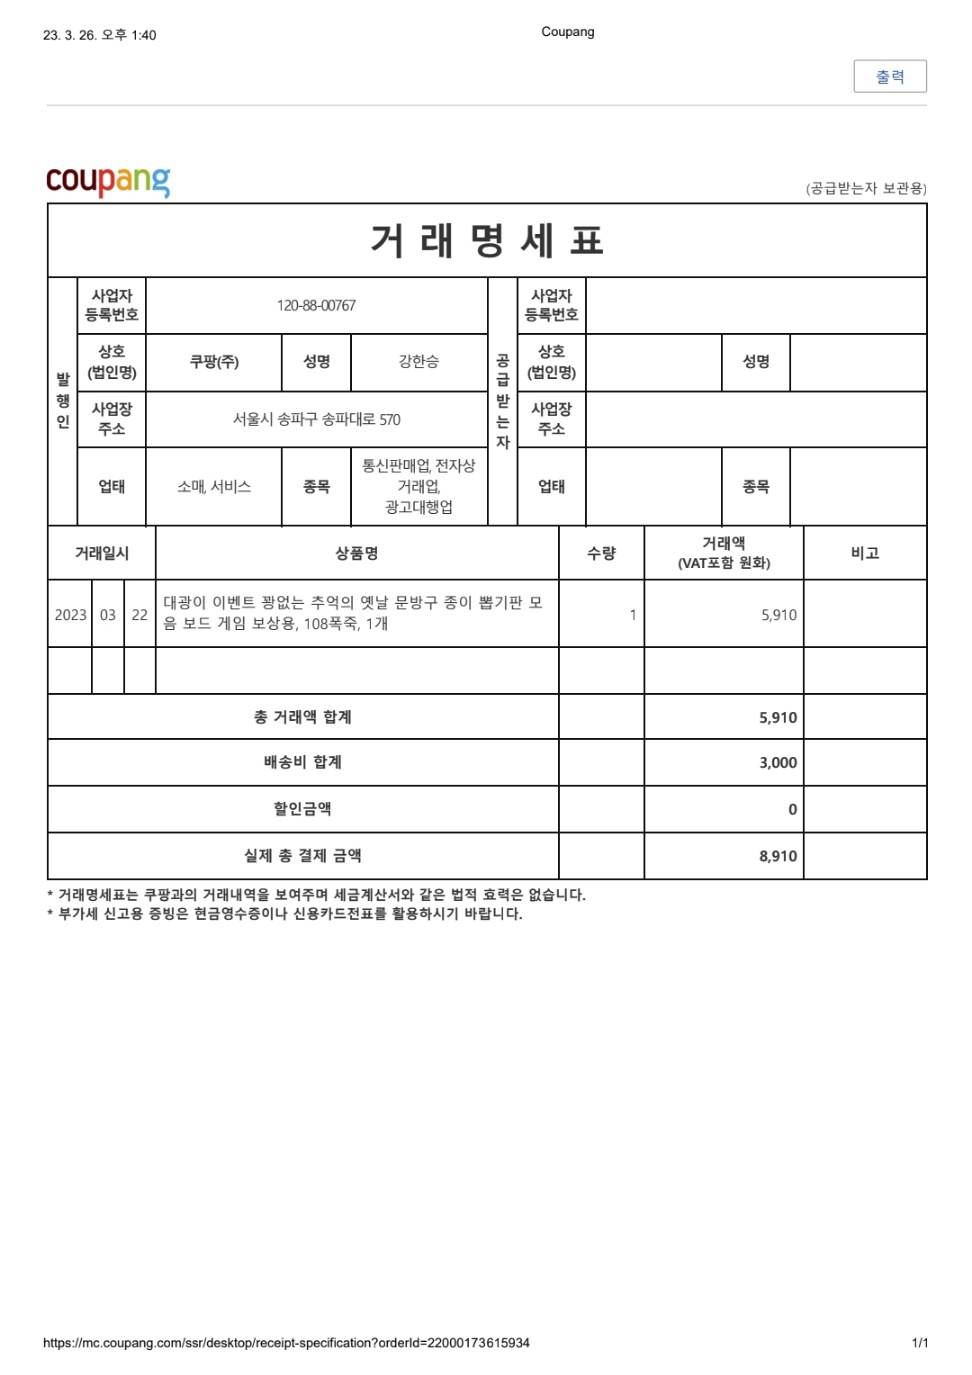 23. 3. 26. 오후 1:40
Coupang
출력
coupang
(공급받는자 보관용)
거 래 명 세 표
발행인
사업자
등록번호
120-88-00767
상호
(법인명)
쿠팡(주)
성명
강한승
사업장
주소
서울시 송파구 송파대로 570
업태
소매, 서비스
종목
통신판매업, 전자상
거래업,
광고대행업
공급받는자
사업자
등록번호
상호
(법인명)
성명
사업장
주소
업태
종목
거래일시
상품명
수량
거래액
(VAT포함 원화)
비고
2023 03 22
대광이 이벤트 꽝없는 추억의 옛날 문방구 종이 뽑기판 모
음 보드 게임 보상용, 108폭죽, 1개
1
5,910
총 거래액 합계 5,910
배송비 합계 3,000
할인금액 0
실제 총 결제 금액 8,910
* 거래명세표는 쿠팡과의 거래내역을 보여주며 세금계산서와 같은 법적 효력은 없습니다.
* 부가세 신고용 증빙은 현금영수증이나 신용카드전표를 활용하시기 바랍니다.
https://mc.coupang.com/ssr/desktop/receipt-specification?orderId=22000173615934
1/1